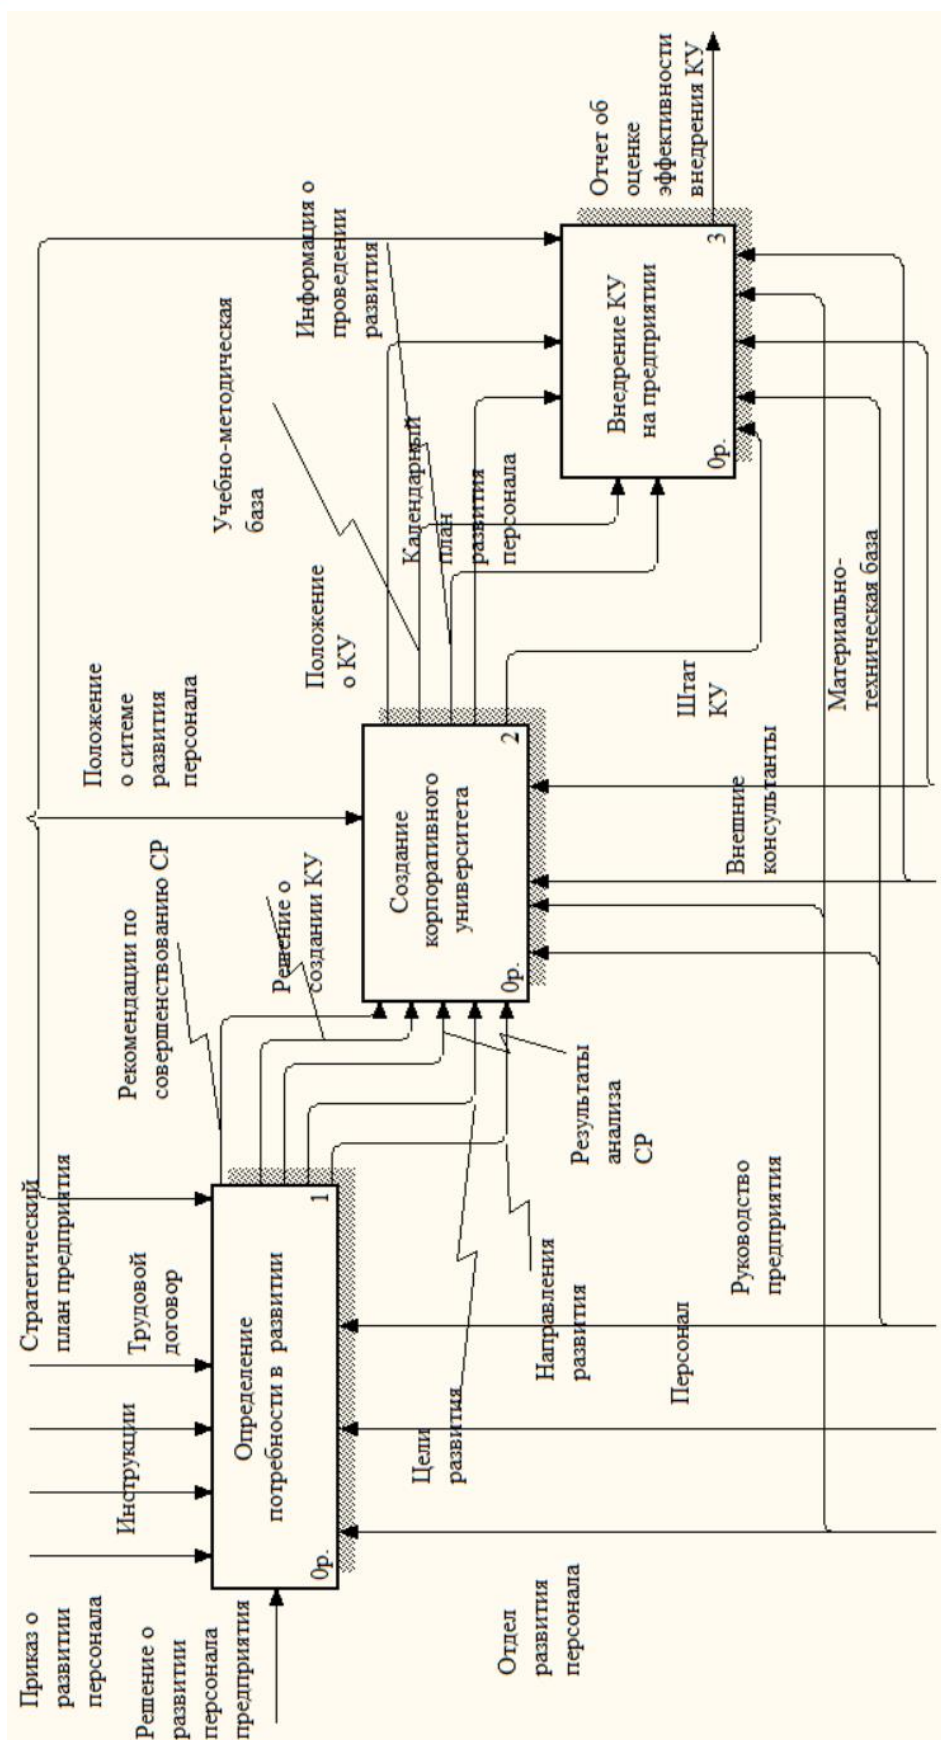 Приказ о
развитии
персонала
Решение о
развитии
персонала
предприятия
Инструкции
Трудовой
договор
Стратегический
план предприятия
Определение
потребности в развитии
0р.
1
Рекомендации по
совершенствованию СР
Решение о
создании КУ
Положение
о ситеме
развития
персонала
Цели
развития
Направления
развития
Результаты
анализа
СР
Создание
корпоративного
университета
0р.
2
Положение
о КУ
Учебно-методическая
база
Информация о
проведении
развития
Календарный
план
развития
персонала
Штат
КУ
Внедрение КУ
на предприятии
0р.
3
Отчет об
оценке
эффективности
внедрения КУ
Отдел
развития
персонала
Персонал
Руководство
предприятия
Внешние
консультанты
Материально-
техническая база